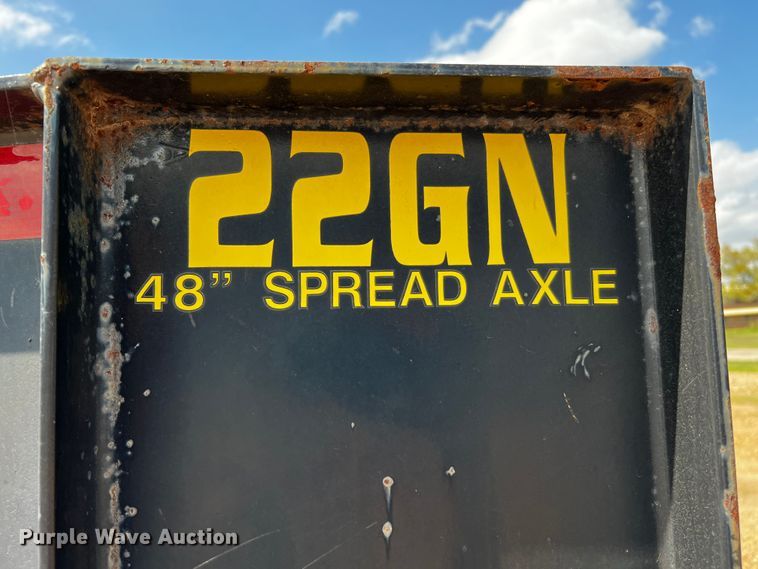 22GN
48” SPREAD AXLE
Purple Wave Auction